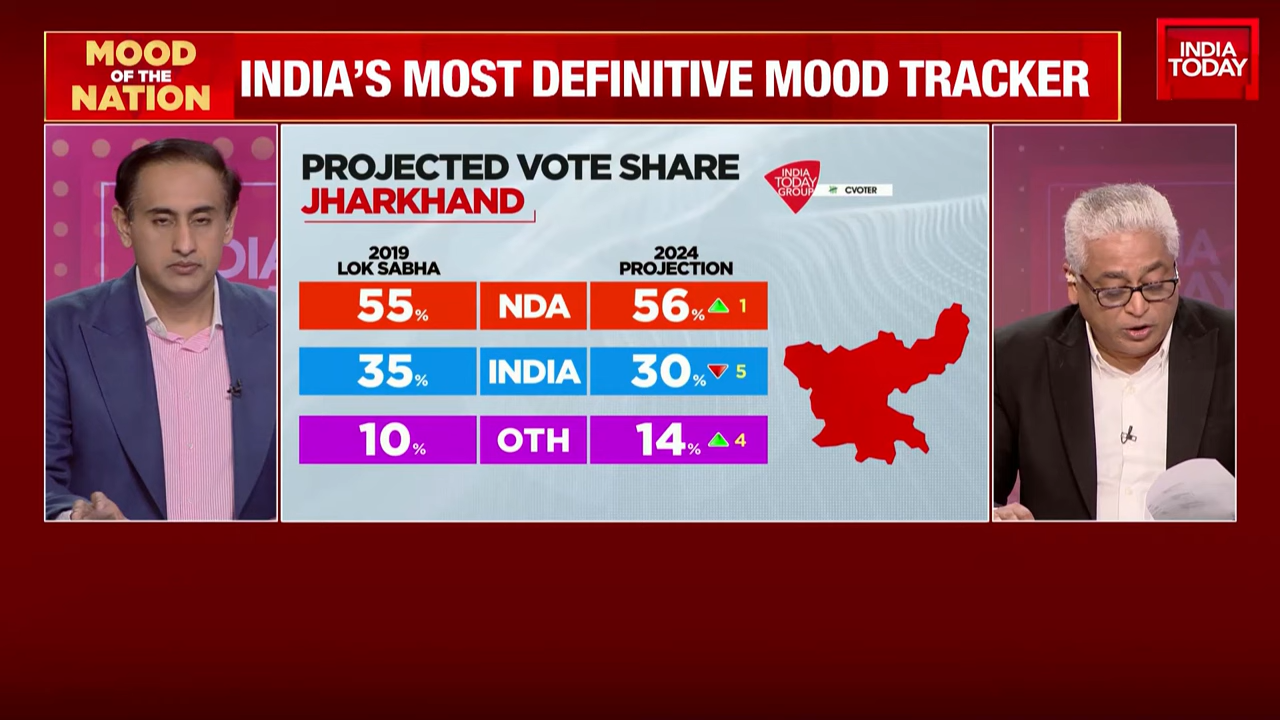 MOOD
OF THE
NATION
INDIA'S MOST DEFINITIVE MOOD TRACKER
INDIA
TODAY
PROJECTED VOTE SHARE
JHARKHAND
INDIA
TODAY
GROUP
CVOTER
2019
LOK SABHA
2024
PROJECTION
55% NDA 56% 1
35% INDIA 30% 5
10% OTH 14% 4